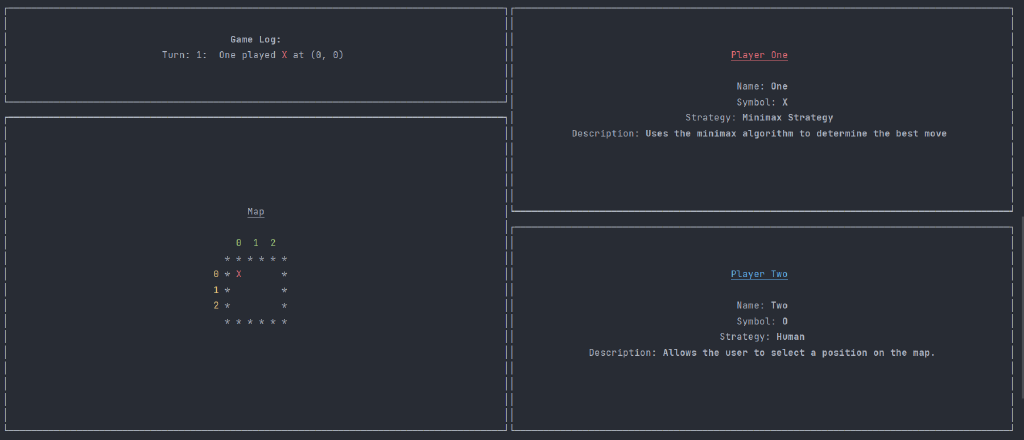 Game Log:
Turn: 1:  One played X at (0, 0)
Map
0 1 2
* * * * * *
0 * X *
1 * *
2 * *
* * * * * *
Player One
Name: One
Symbol: X
Strategy: Minimax Strategy
Description: Uses the minimax algorithm to determine the best move
Player Two
Name: Two
Symbol: O
Strategy: Human
Description: Allows the user to select a position on the map.